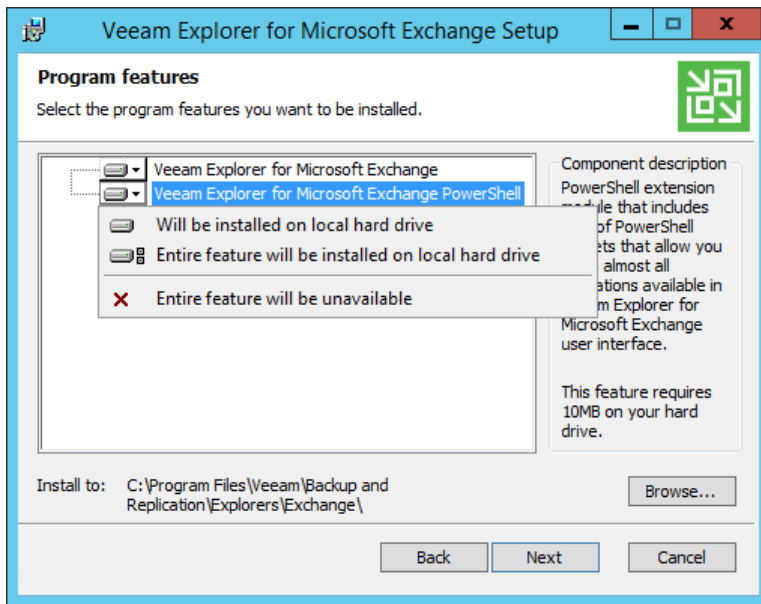 Veeam Explorer for Microsoft Exchange Setup
Program features
Select the program features you want to be installed.
Veeam Explorer for Microsoft Exchange
Veeam Explorer for Microsoft Exchange PowerShell
Will be installed on local hard drive
Entire feature will be installed on local hard drive
Entire feature will be unavailable
Component description
PowerShell extension
that includes
of PowerShell
that allow you
almost all
available in
Explorer for
Microsoft Exchange
user interface.
This feature requires
10MB on your hard
drive.
Install to:
C:\Program Files\Veeam\Backup and
Replication\Explorers\Exchange\
Browse...
Back
Next
Cancel